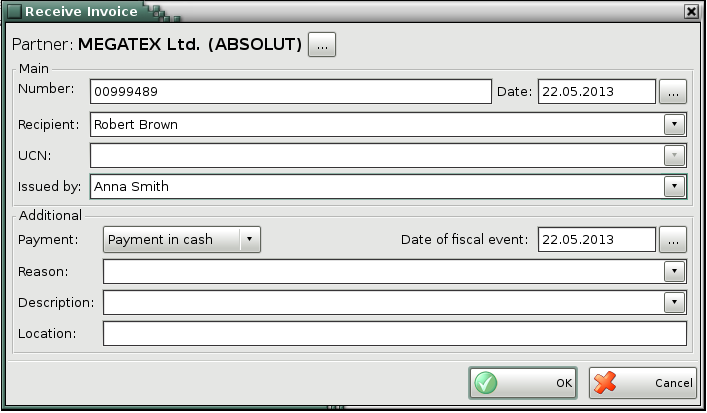 Receive Invoice
Partner: MEGATEX Ltd. (ABSOLUT) ...
Main
Number: 00999489 Date: 22.05.2013 ...
Recipient: Robert Brown
UCN:
Issued by: Anna Smith
Additional
Payment: Payment in cash Date of fiscal event: 22.05.2013 ...
Reason:
Description:
Location:
OK Cancel